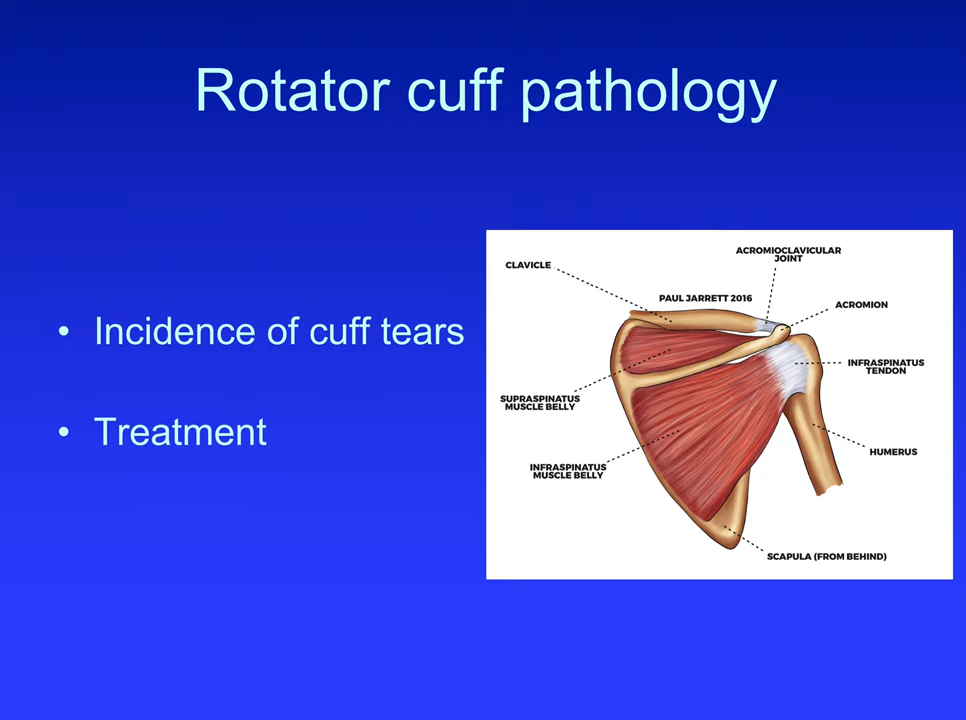 Rotator cuff pathology
• Incidence of cuff tears
• Treatment
ACROMIOCLAVICULAR
JOINT
CLAVICLE
PAUL JARRETT 2016
ACROMION
INFRASPINATUS
TENDON
SUPRASPINATUS
MUSCLE BELLY
HUMERUS
INFRASPINATUS
MUSCLE BELLY
SCAPULA (FROM BEHIND)